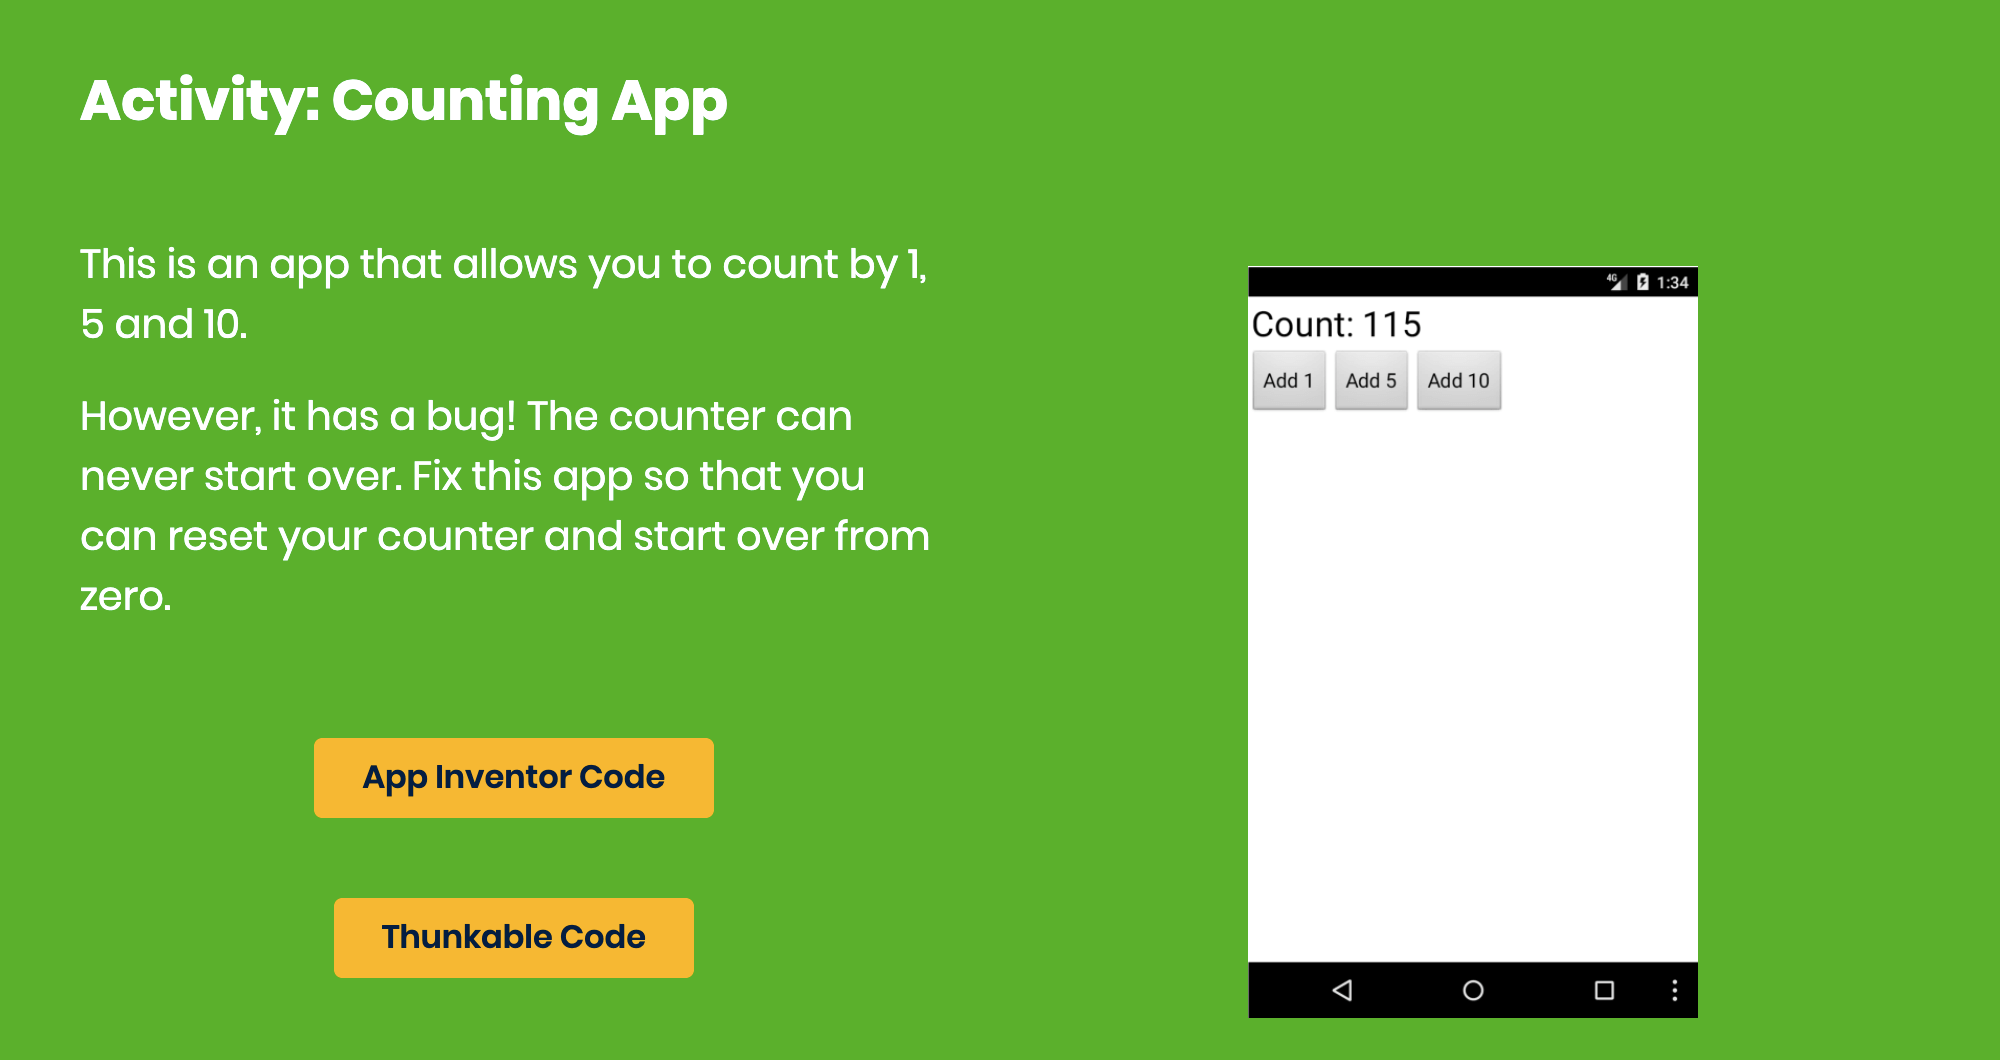 Activity: Counting App
This is an app that allows you to count by 1,
5 and 10.
However, it has a bug! The counter can
never start over. Fix this app so that you
can reset your counter and start over from
zero.
App Inventor Code
Thunkable Code
4G 1:34
Count: 115
Add 1 Add 5 Add 10